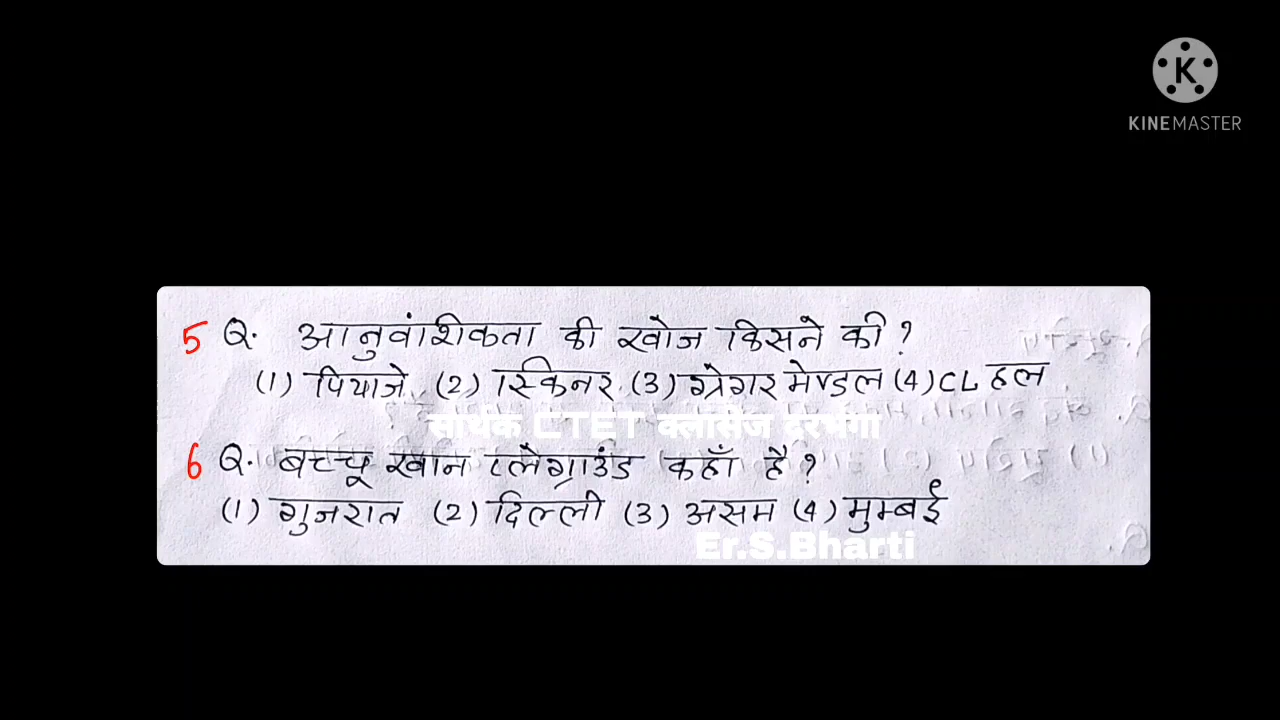 KINEMASTER
5 Q. आनुवांशिकता की खोज किसने की?
(1) पियाजे (2) स्किनर (3) ग्रेगर मेण्डल (4) CL हल
सार्थक CTET क्लासेज दरभंगा
6 Q. बच्चू खान प्लेग्राउंड कहाँ है?
(1) गुजरात (2) दिल्ली (3) असम (4) मुम्बई
Er.S.Bharti